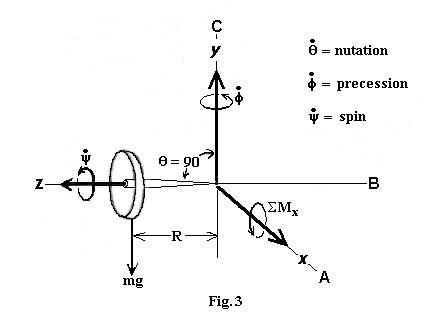 C
y
θ̇ = nutation
φ̇ = precession
ψ̇ = spin
φ̇
ψ̇
θ = 90
z
B
ΣMx
R
x
A
mg
Fig. 3